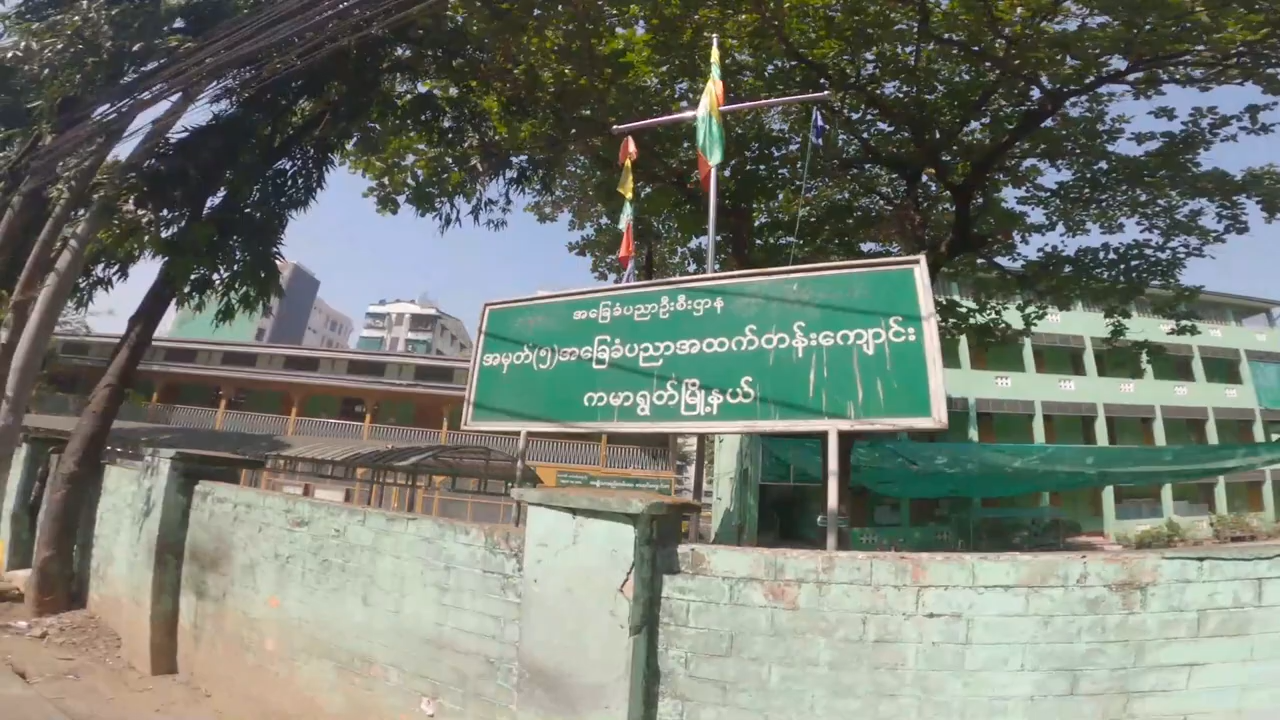 အခြေခံပညာဦးစီးဌာန
အမှတ်(၅)အခြေခံပညာအထက်တန်းကျောင်း
ကမာရွတ်မြို့နယ်